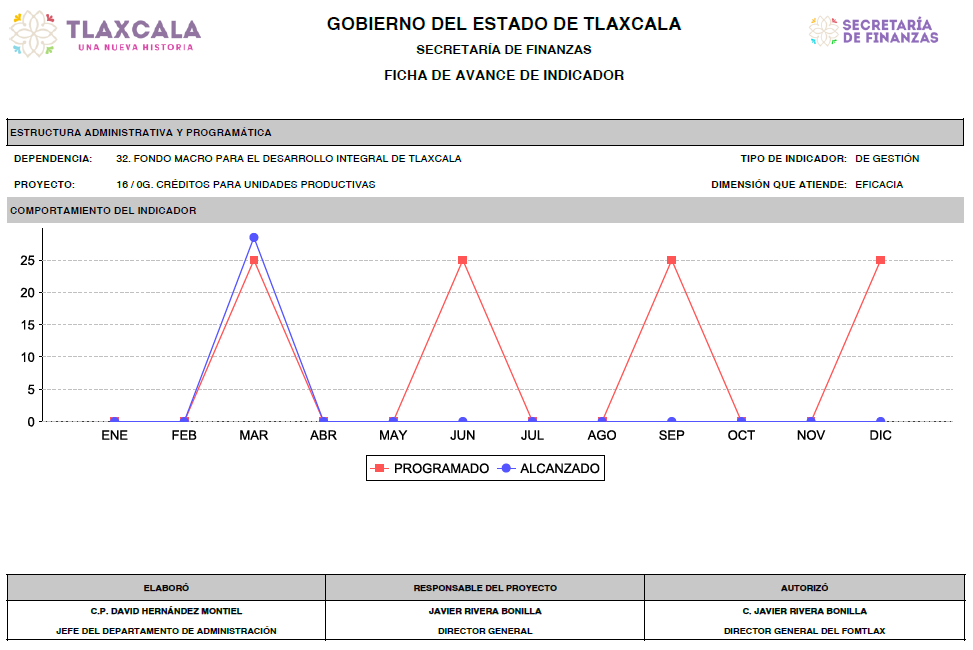 TLAXCALA
UNA NUEVA HISTORIA
GOBIERNO DEL ESTADO DE TLAXCALA
SECRETARÍA DE FINANZAS
FICHA DE AVANCE DE INDICADOR
SECRETARÍA
DE FINANZAS
ESTRUCTURA ADMINISTRATIVA Y PROGRAMÁTICA
DEPENDENCIA: 32. FONDO MACRO PARA EL DESARROLLO INTEGRAL DE TLAXCALA TIPO DE INDICADOR: DE GESTIÓN
PROYECTO: 16 / 0G. CRÉDITOS PARA UNIDADES PRODUCTIVAS DIMENSIÓN QUE ATIENDE: EFICACIA
COMPORTAMIENTO DEL INDICADOR
25
20
15
10
5
0
ENE FEB MAR ABR MAY JUN JUL AGO SEP OCT NOV DIC
PROGRAMADO ALCANZADO
ELABORÓ RESPONSABLE DEL PROYECTO AUTORIZÓ
C.P. DAVID HERNÁNDEZ MONTIEL JAVIER RIVERA BONILLA C. JAVIER RIVERA BONILLA
JEFE DEL DEPARTAMENTO DE ADMINISTRACIÓN DIRECTOR GENERAL DIRECTOR GENERAL DEL FOMTLAX